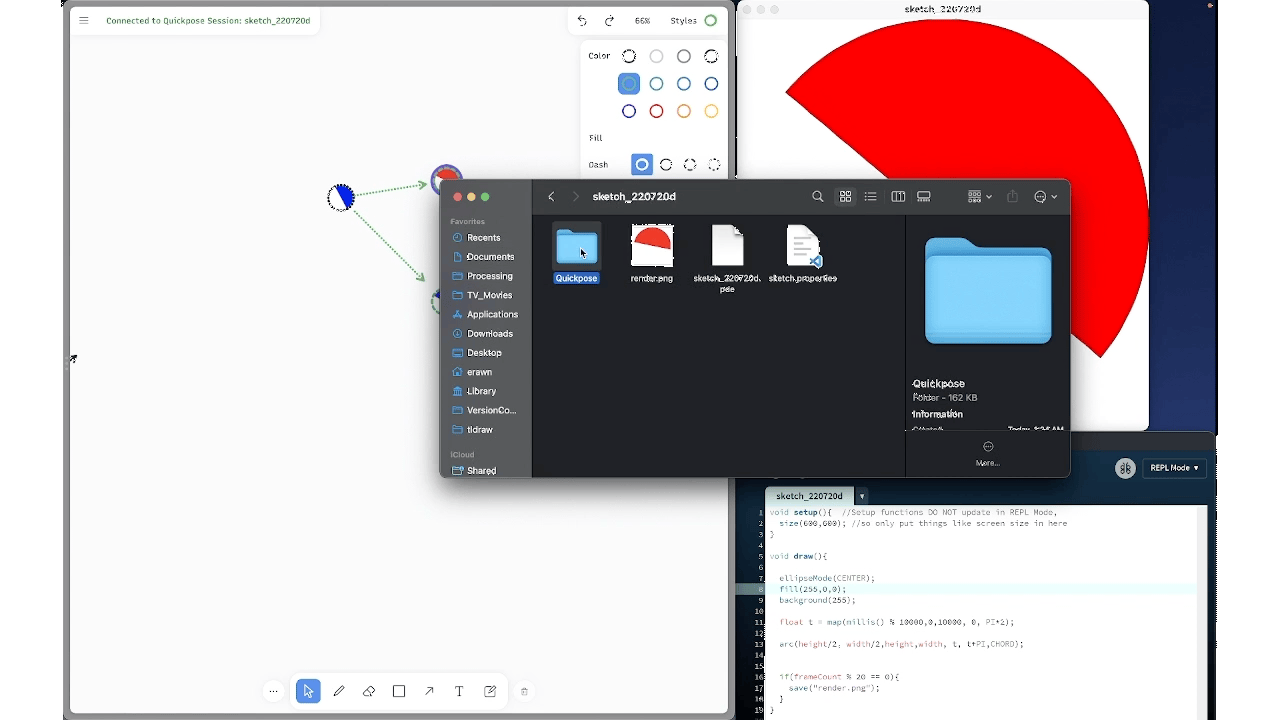 Connected to Quickpose Session: sketch_220720d
66%
Styles
Color
Fill
Dash
sketch_220720d
sketch_220720d
Favorites
Recents
Documents
Processing
TV_Movies
Applications
Downloads
Desktop
erawn
Library
VersionCo...
tldraw
iCloud
Shared
Quickpose
render.png
sketch_220720d.
pde
sketch.properties
Quickpose
Folder - 162 KB
Information
More...
REPL Mode
sketch_220720d
1 void setup(){ //Setup functions DO NOT update in REPL Mode,
2 size(600,600); //so only put things like screen size in here
3 }
4
5 void draw(){
6
7 ellipseMode(CENTER);
8 fill(255,0,0);
9 background(255);
10
11 float t = map(millis() % 10000,0,10000, 0, PI*2);
12
13 arc(height/2, width/2,height,width, t, t+PI,CHORD);
14
15
16 if(frameCount % 20 == 0){
17 save("render.png");
18 }
19 }
T